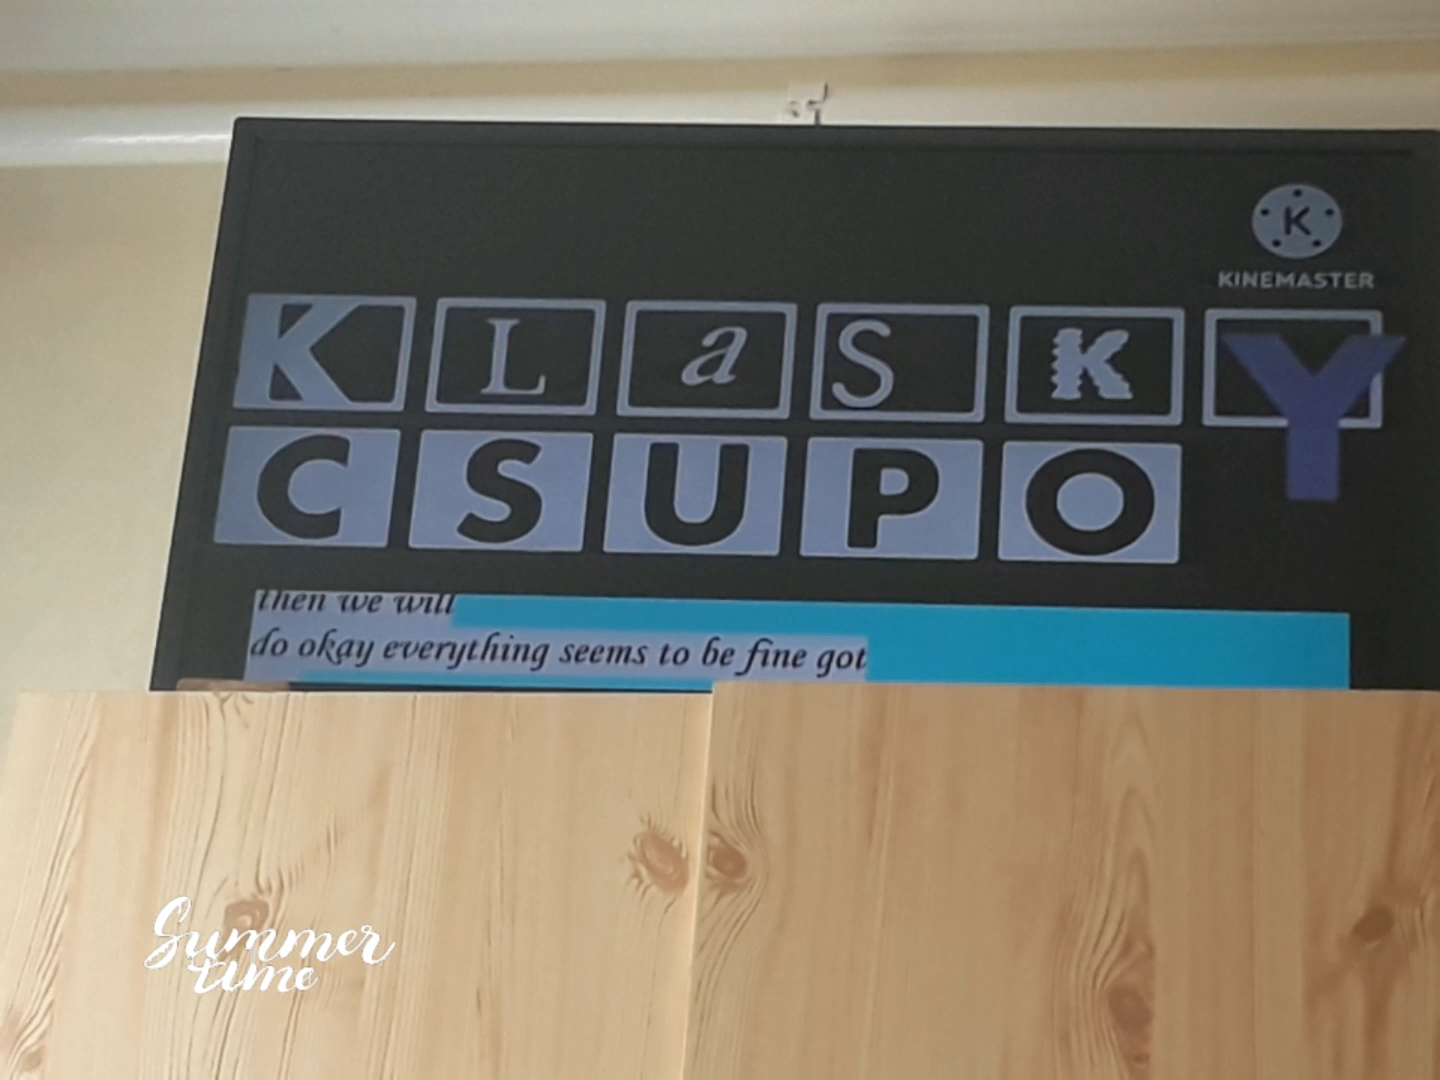 K
KINEMASTER
KLaSKY
CSUPO
then we will
do okay everything seems to be fine got
Summer
time